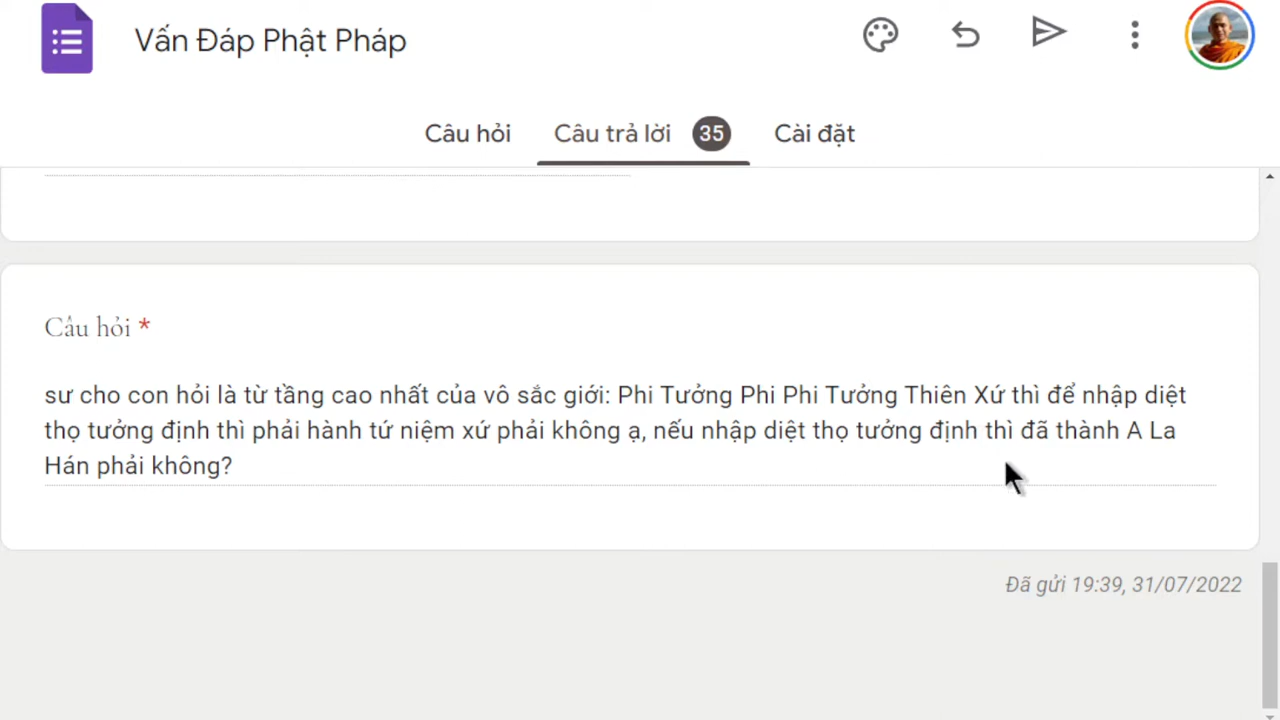 Vấn Đáp Phật Pháp
Câu hỏi Câu trả lời 35 Cài đặt
Câu hỏi *
sư cho con hỏi là từ tầng cao nhất của vô sắc giới: Phi Tưởng Phi Phi Tưởng Thiên Xứ thì để nhập diệt
thọ tưởng định thì phải hành tứ niệm xứ phải không ạ, nếu nhập diệt thọ tưởng định thì đã thành A La
Hán phải không?
Đã gửi 19:39, 31/07/2022